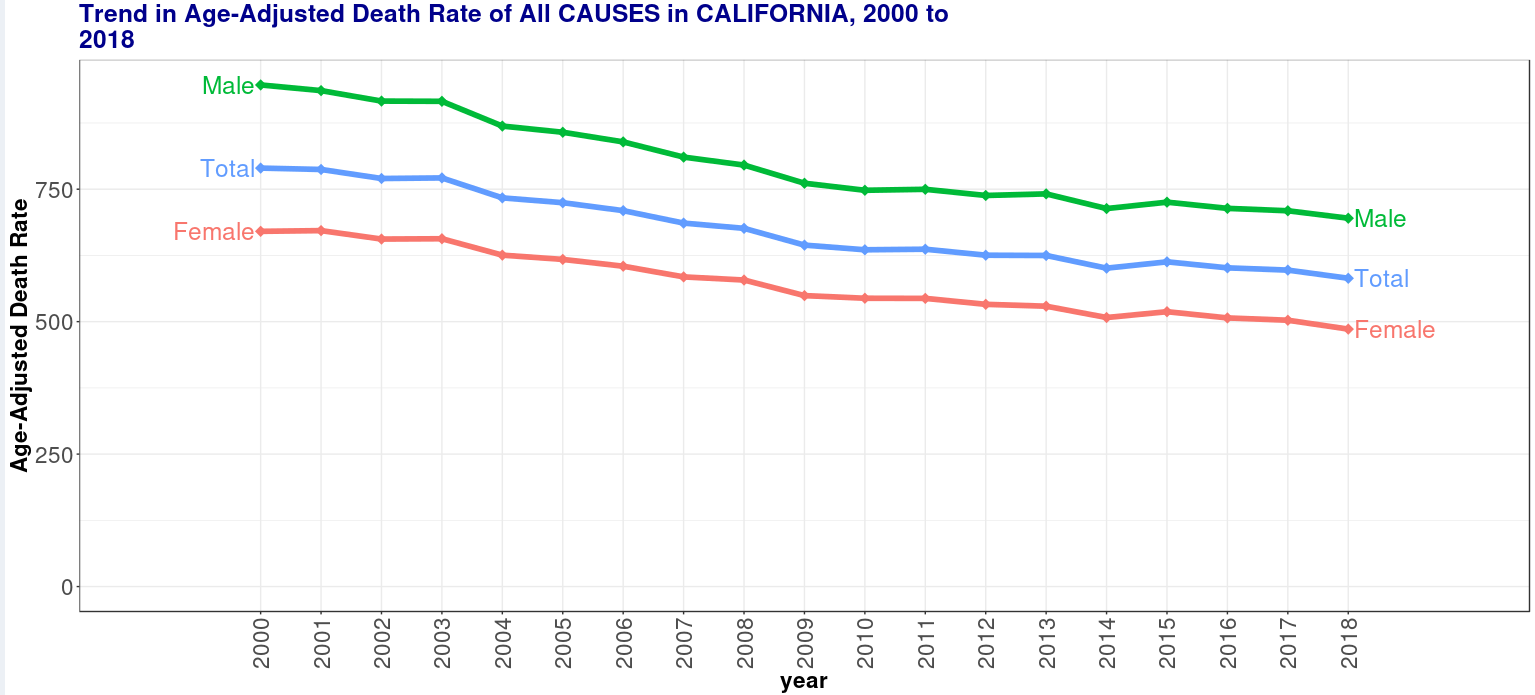 Trend in Age-Adjusted Death Rate of All CAUSES in CALIFORNIA, 2000 to
2018
Age-Adjusted Death Rate
750
500
250
0
Male
Total
Female
Male
Total
Female
2000
2001
2002
2003
2004
2005
2006
2007
2008
2009
2010
2011
2012
2013
2014
2015
2016
2017
2018
year